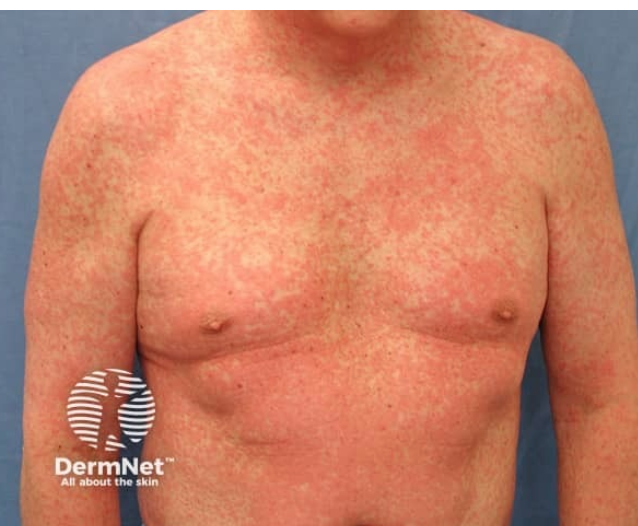 DermNet™
All about the skin